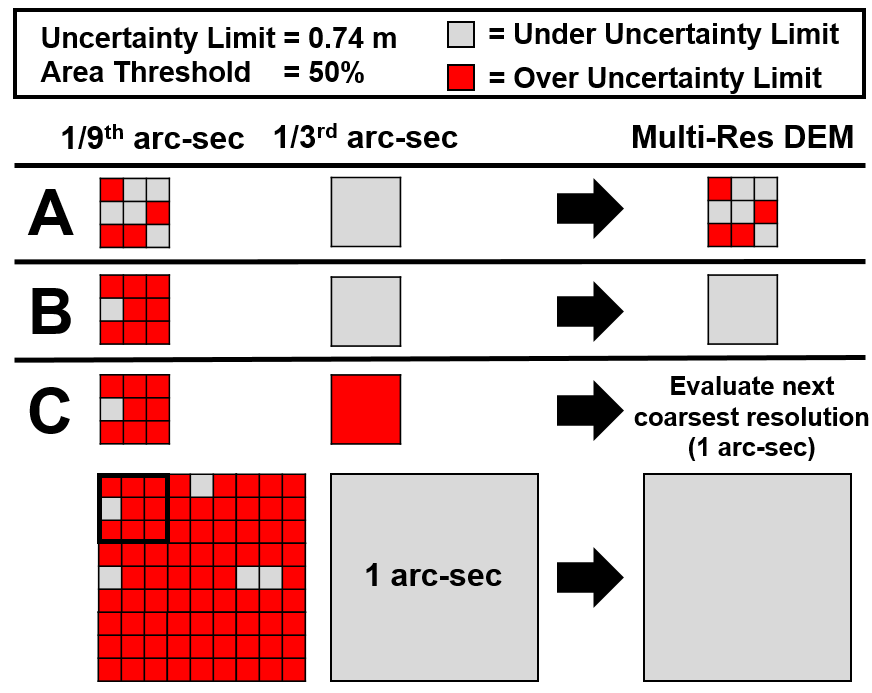 Uncertainty Limit = 0.74 m
Area Threshold = 50%
= Under Uncertainty Limit
= Over Uncertainty Limit
1/9th arc-sec 1/3rd arc-sec Multi-Res DEM
A
B
C
Evaluate next
coarsest resolution
(1 arc-sec)
1 arc-sec